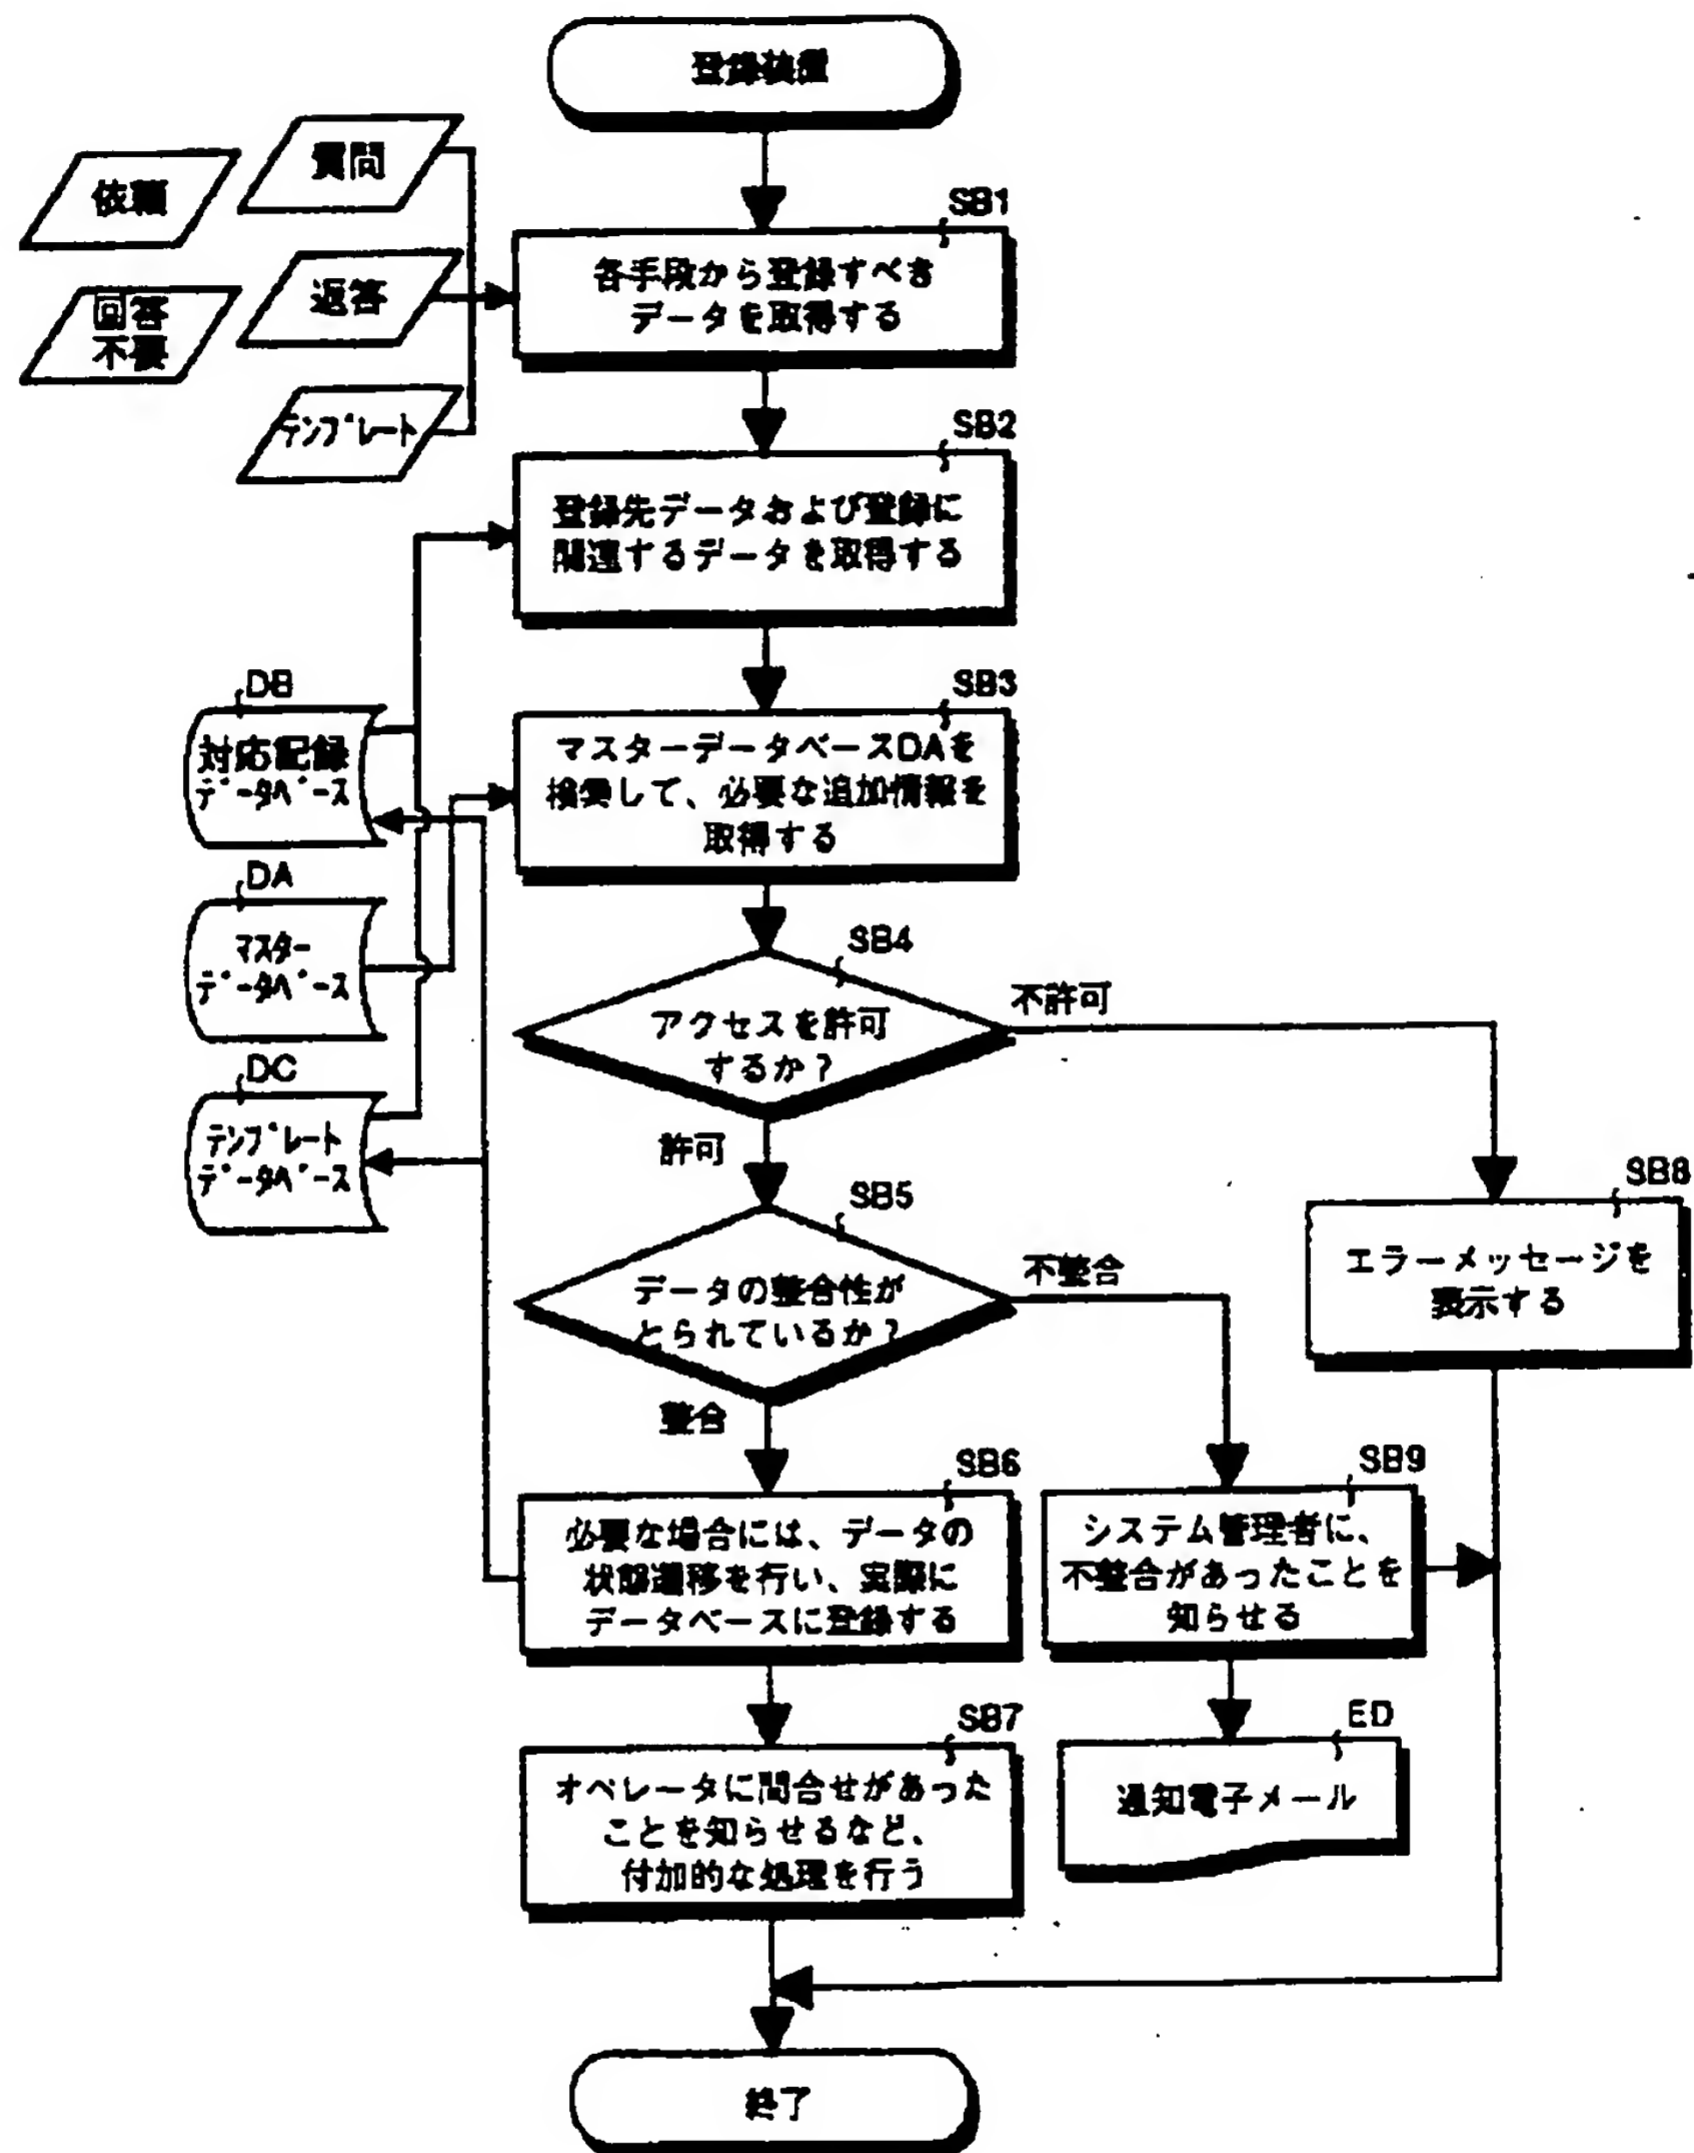 登録装置
質問
依頼
返答
回答
不要
テンプレート
SB1
各手段から登録すべき
データを取得する
SB2
登録先データおよび登録に
関連するデータを取得する
DB
対応記録
データベース
SB3
マスターデータベースDAを
検索して、必要な追加情報を
取得する
DA
マスター
データベース
SB4
アクセスを許可
するか？
不許可
許可
DC
テンプレート
データベース
SB5
データの整合性が
とられているか？
不整合
整合
SB8
エラーメッセージを
表示する
SB6
必要な場合には、データの
状態遷移を行い、実際に
データベースに登録する
SB9
システム管理者に、
不整合があったことを
知らせる
SB7
オペレータに問合せがあった
ことを知らせるなど、
付加的な処理を行う
ED
通知電子メール
終了